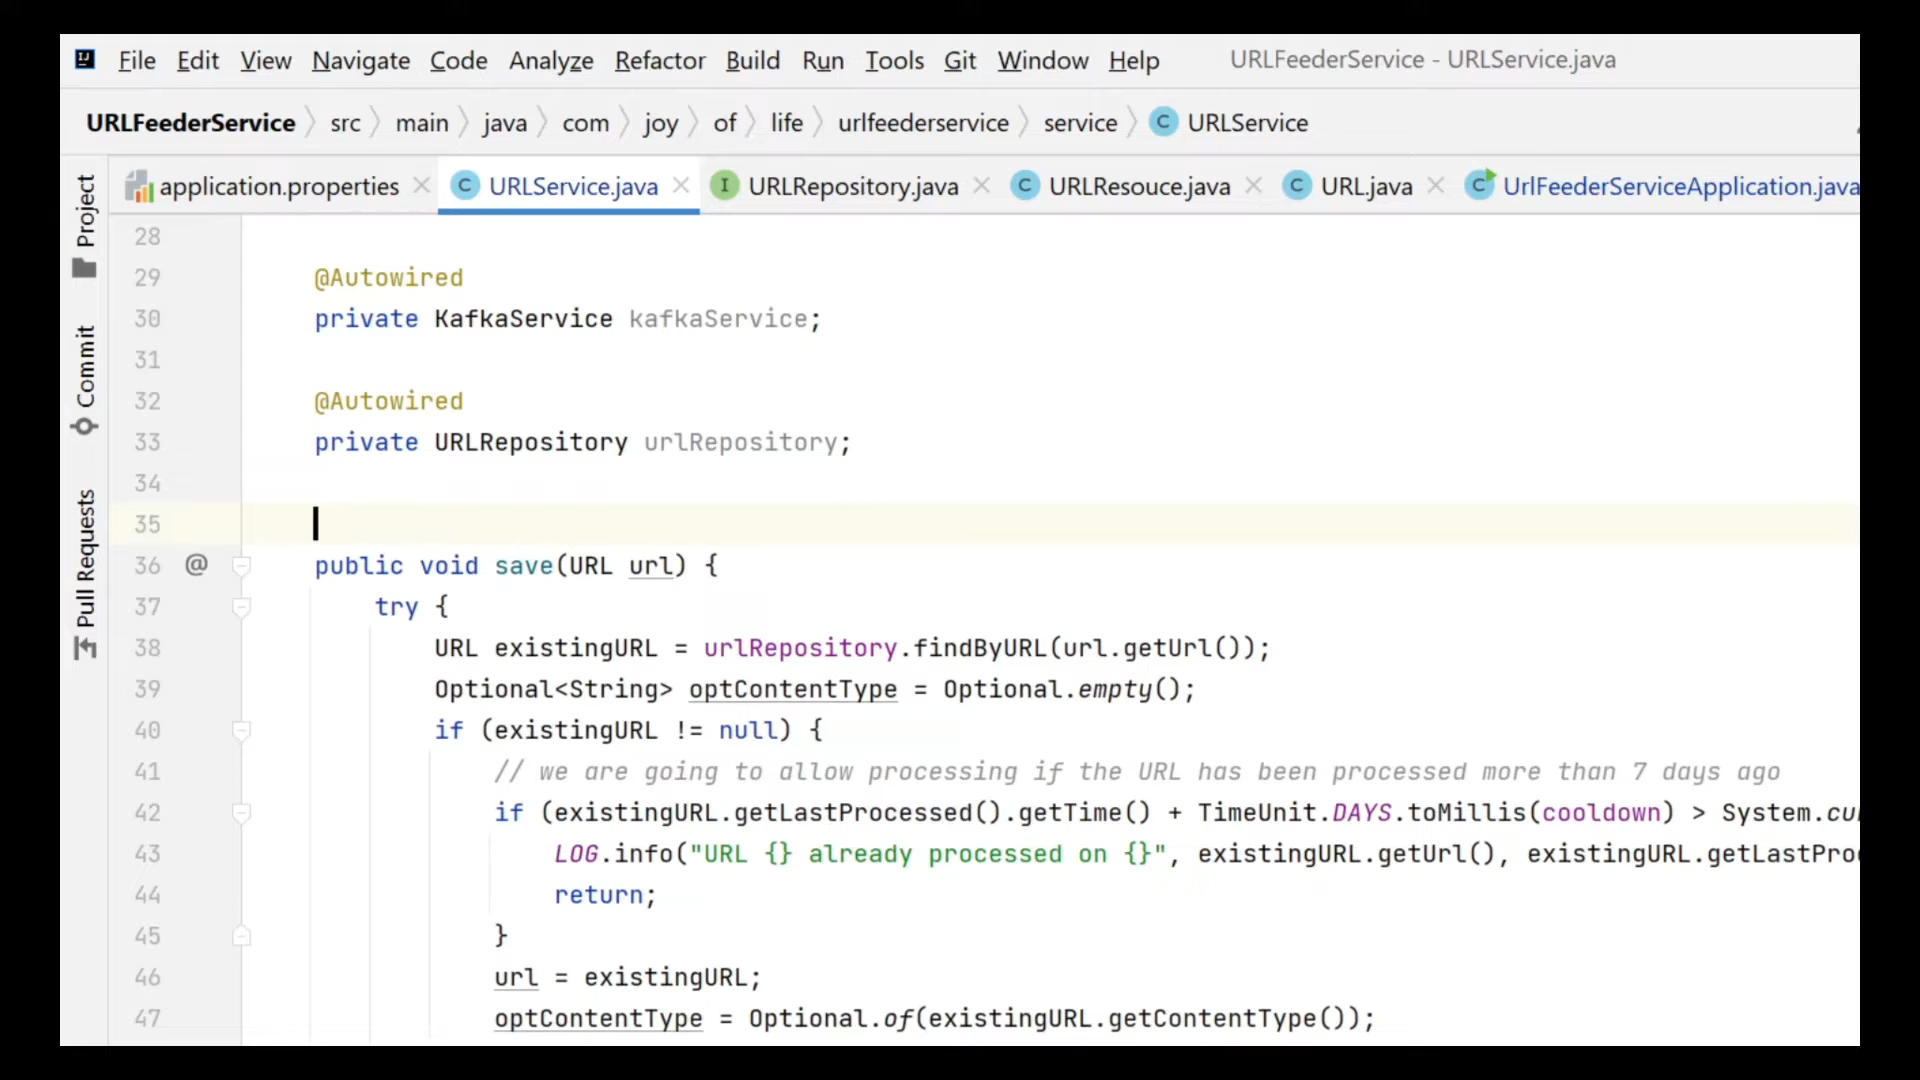 File Edit View Navigate Code Analyze Refactor Build Run Tools Git Window Help URLFeederService - URLService.java
URLFeederService src main java com joy of life urlfeederservice service URLService
application.properties URLService.java URLRepository.java URLResouce.java URL.java UrlFeederServiceApplication.java
Project
Commit
Pull Requests
28
29 @Autowired
30 private KafkaService kafkaService;
31
32 @Autowired
33 private URLRepository urlRepository;
34
35
36 @ public void save(URL url) {
37 try {
38 URL existingURL = urlRepository.findByURL(url.getUrl());
39 Optional<String> optContentType = Optional.empty();
40 if (existingURL != null) {
41 // we are going to allow processing if the URL has been processed more than 7 days ago
42 if (existingURL.getLastProcessed().getTime() + TimeUnit.DAYS.toMillis(cooldown) > System.cu
43 LOG.info("URL {} already processed on {}", existingURL.getUrl(), existingURL.getLastPro
44 return;
45 }
46 url = existingURL;
47 optContentType = Optional.of(existingURL.getContentType());